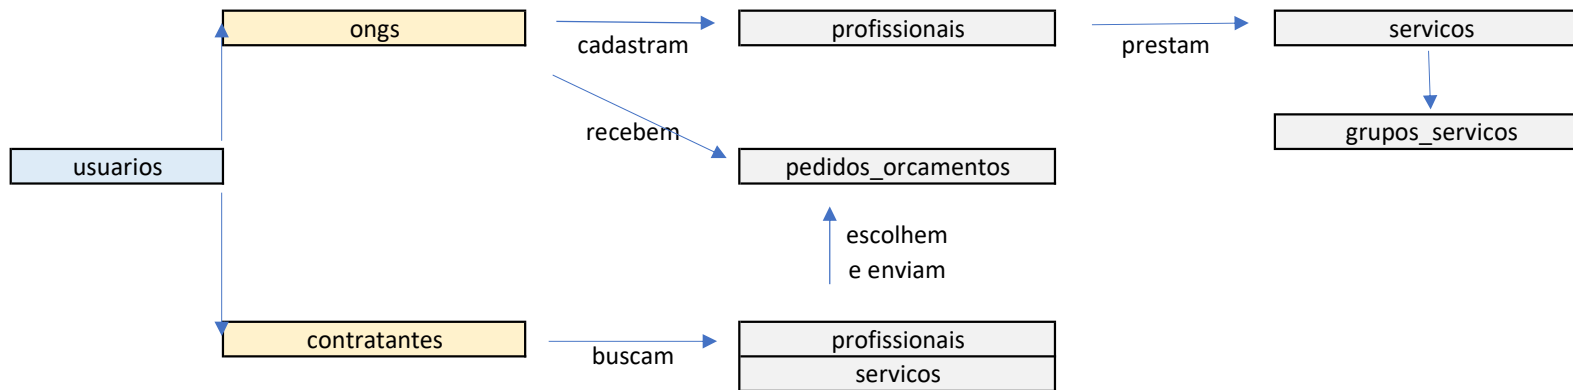 ongs
cadastram
profissionais
prestam
servicos
grupos_servicos
recebem
usuarios
pedidos_orcamentos
escolhem
e enviam
contratantes
buscam
profissionais
servicos